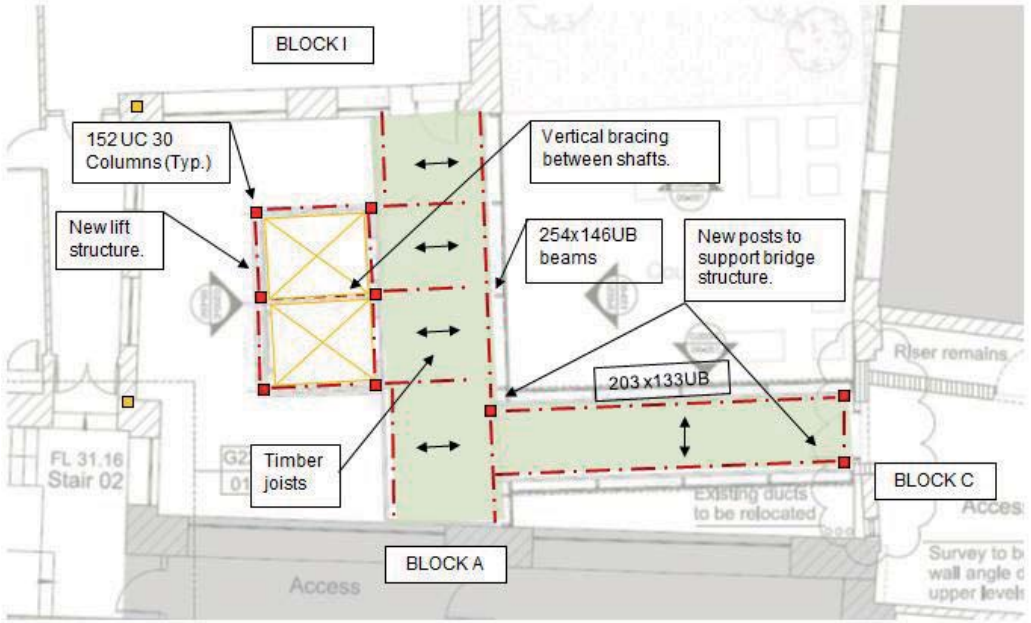 BLOCK I
152 UC 30
Columns (Typ.)
Vertical bracing
between shafts.
New lift
structure.
254x146UB
beams
New posts to
support bridge
structure.
Riser remains
203 x133UB
FL 31.16
Stair 02
Timber
joists
BLOCK C
Existing ducts
to be relocated
BLOCK A
Access
Survey to
wall angle
upper levels